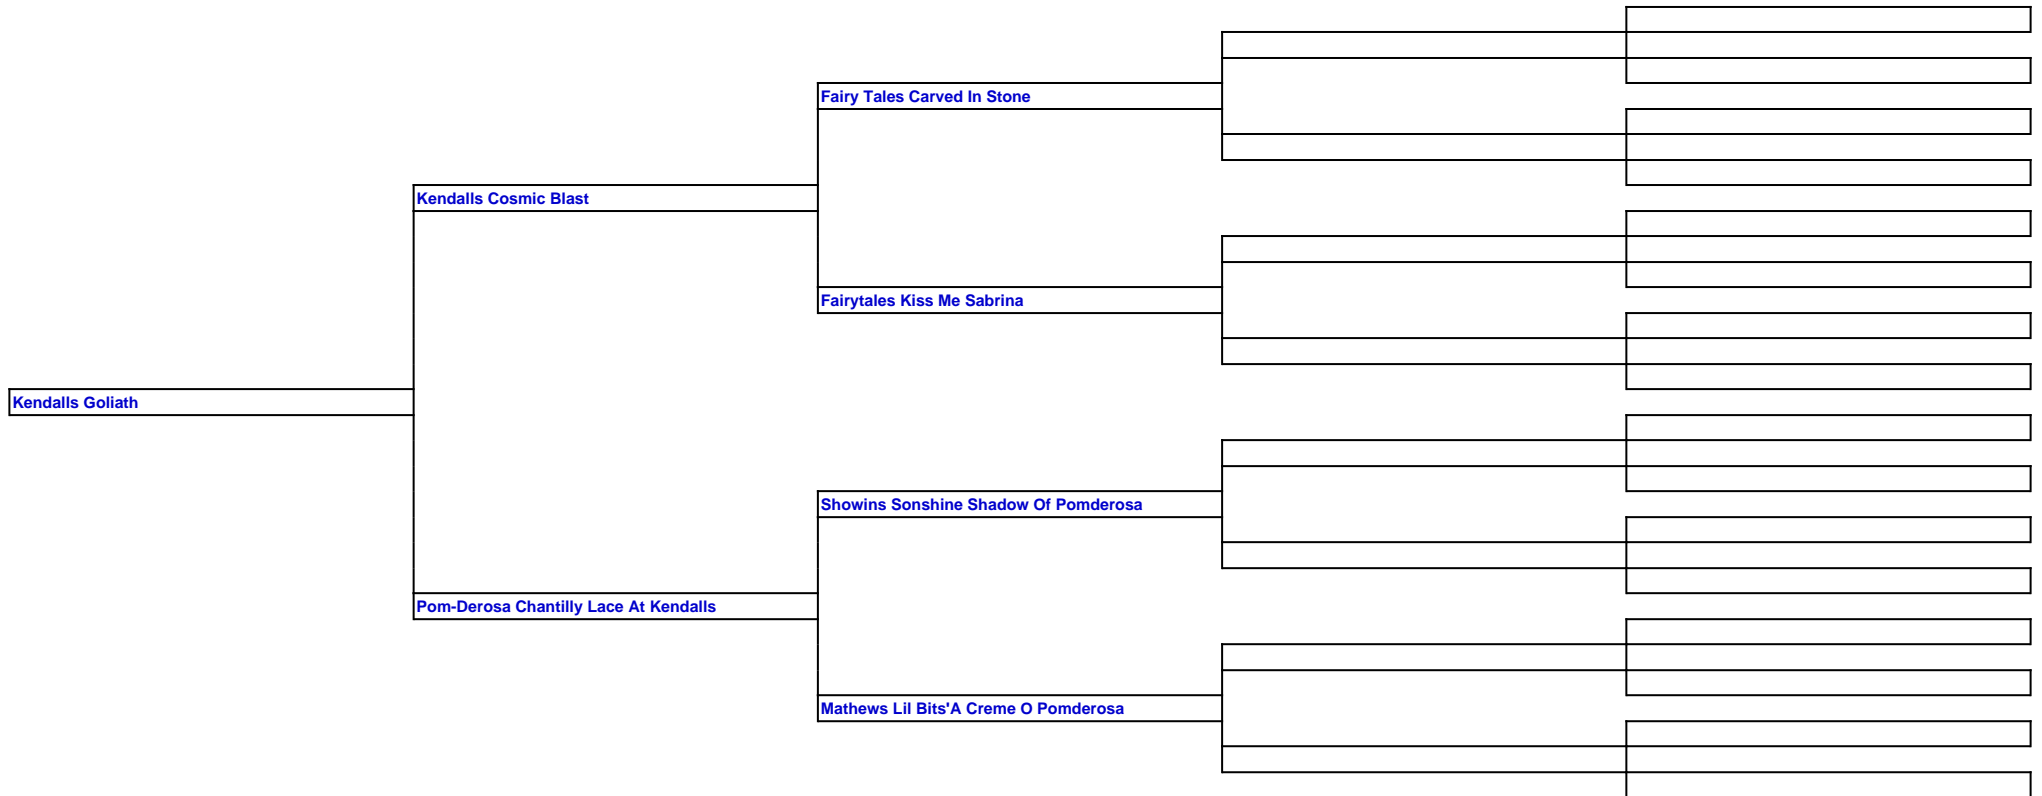 Fairy Tales Carved In Stone
Kendalls Cosmic Blast
Fairytales Kiss Me Sabrina
Kendalls Goliath
Showins Sonshine Shadow Of Pomderosa
Pom-Derosa Chantilly Lace At Kendalls
Mathews Lil Bits'A Creme O Pomderosa